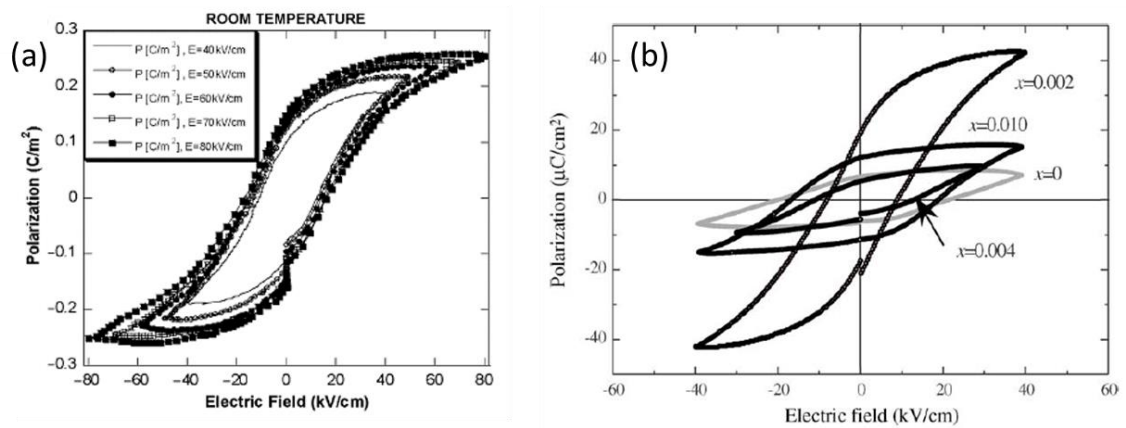 (a)
ROOM TEMPERATURE
P [C/m²], E=40kV/cm
P [C/m²], E=50kV/cm
P [C/m²], E=60kV/cm
P [C/m²], E=70kV/cm
P [C/m²], E=80kV/cm
Polarization (C/m²)
0.3
0.2
0.1
0
−0.1
−0.2
−0.3
−80 −60 −40 −20 0 20 40 60 80
Electric Field (kV/cm)
(b)
Polarization (μC/cm²)
40
20
0
-20
-40
x=0.002
x=0.010
x=0
x=0.004
-60 -40 -20 0 20 40 60
Electric field (kV/cm)